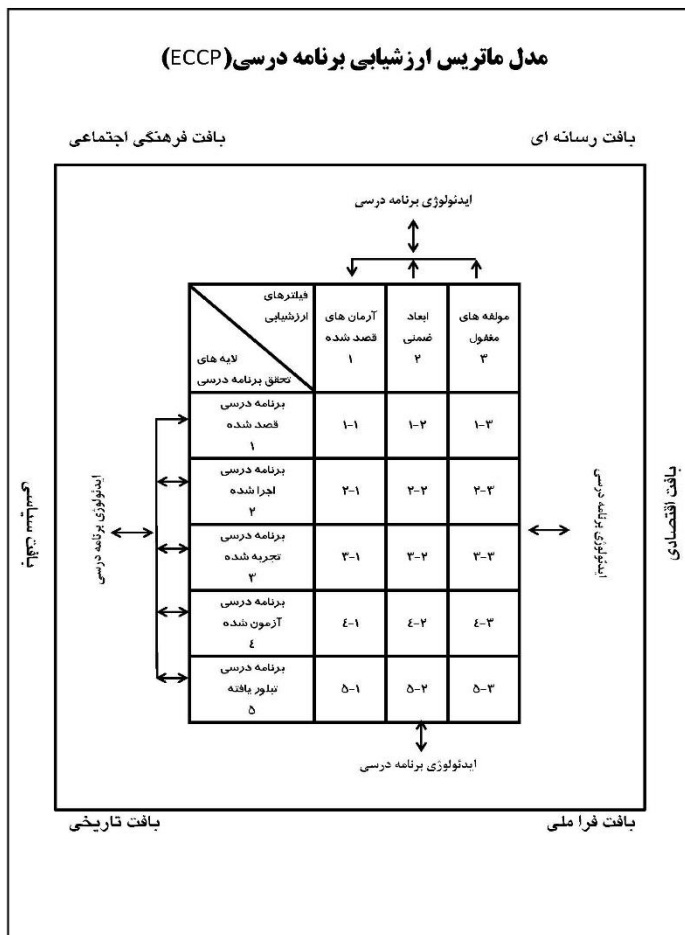 مدل ماتریس ارزشیابی برنامه درسی(ECCP)
بافت رسانه ای
بافت فرهنگی اجتماعی
ایدئولوژی برنامه درسی
فیلترهای
ارزشیابی
لایه های
تحقق برنامه درسی
آرمان های
قصد شده
۱
ابعاد
ضمنی
۲
مولفه های
مغفول
۳
برنامه درسی
قصد شده
۱
۱-۱
۱-۲
۱-۳
برنامه درسی
اجرا شده
۲
۲-۱
۲-۲
۲-۳
برنامه درسی
تجربه شده
۳
۳-۱
۳-۲
۳-۳
برنامه درسی
آزمون شده
٤
٤-۱
٤-۲
٤-۳
برنامه درسی
تبلور یافته
۵
۵-۱
۵-۲
۵-۳
ایدئولوژی برنامه درسی
بافت اقتصادی
ایدئولوژی برنامه درسی
بافت سیاسی
ایدئولوژی برنامه درسی
بافت فرا ملی
بافت تاریخی